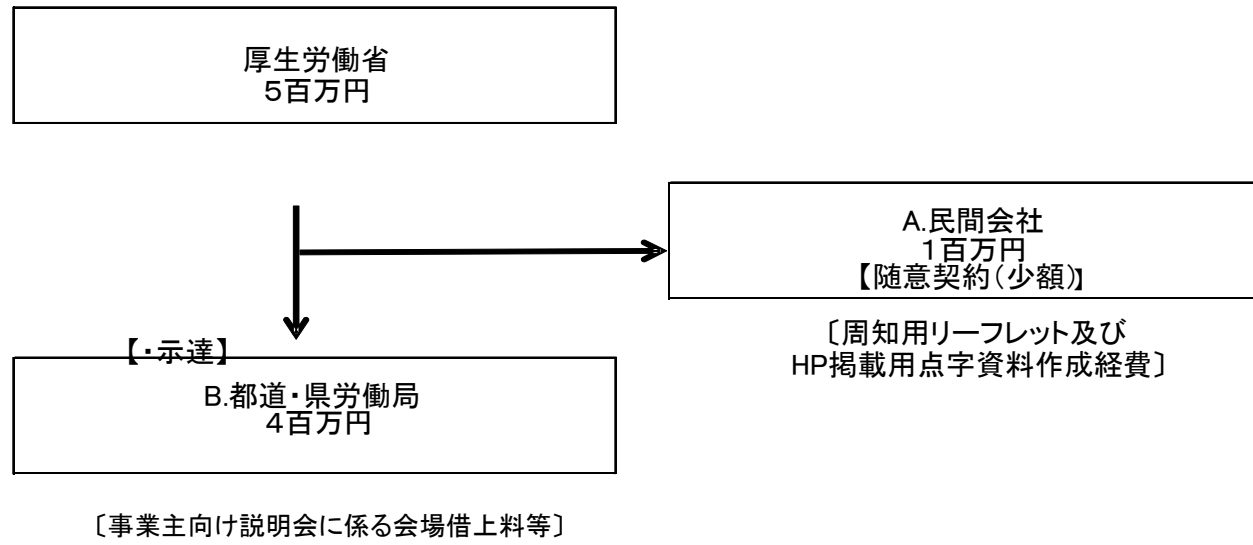 厚生労働省
５百万円
A.民間会社
１百万円
【随意契約（少額）】
〔周知用リーフレット及び
HP掲載用点字資料作成経費〕
【・示達】
B.都道・県労働局
４百万円
〔事業主向け説明会に係る会場借上料等〕